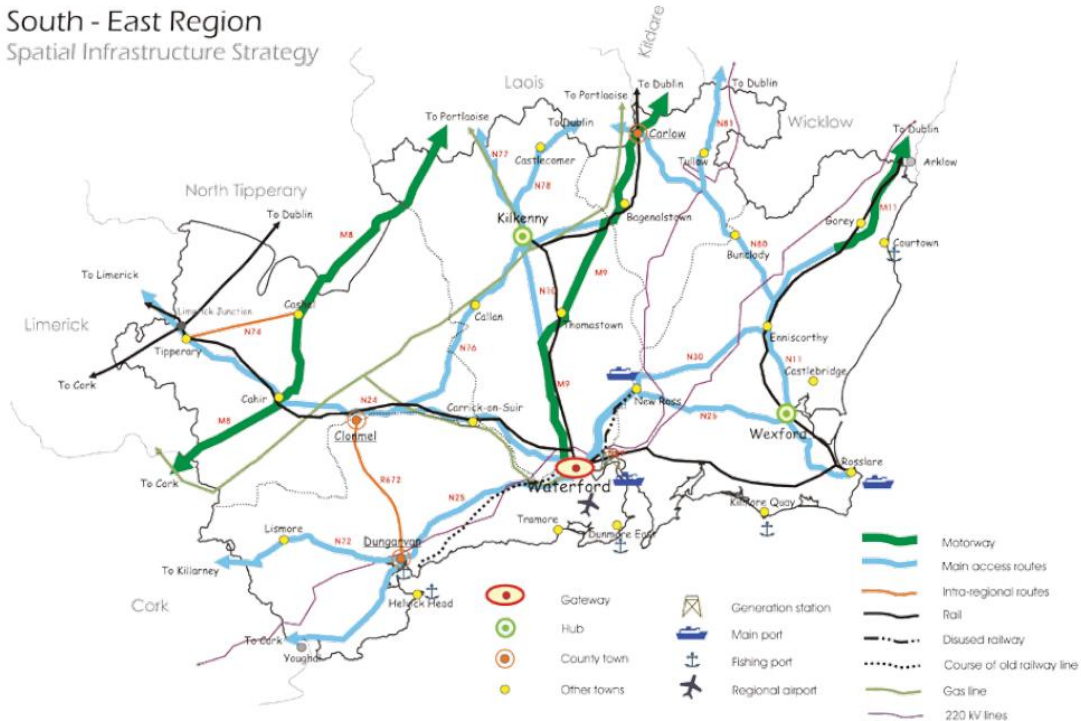 South - East Region
Spatial Infrastructure Strategy
Kildare
Laois
To Portlaoise
To Dublin
To Dublin
To Portlaoise
To Dublin
Wicklow
To Dublin
Carlow
N81
N77
Castlecomer
Tullow
Arklow
North Tipperary
N78
To Dublin
Kilkenny
Bagenalstown
Gorey
M11
M8
Bunclody
N80
Courtown
To Limerick
M9
Limerick Junction
Cashel
N10
Limerick
N74
Callan
Thomastown
Tipperary
Enniscorthy
N76
N30
N11
To Cork
M9
Castlebridge
Cahir
N24
Carrick-on-Suir
New Ross
N25
M8
Clonmel
Wexford
To Cork
Rosslare
R672
Waterford
N25
Kilmore Quay
Lismore
Tramore
Dunmore East
N72
Dungarvan
To Killarney
Helvick Head
Cork
To Cork
Youghal
Gateway
Hub
County town
Other towns
Generation station
Main port
Fishing port
Regional airport
Motorway
Main access routes
Intra-regional routes
Rail
Disused railway
Course of old railway line
Gas line
220 kV lines